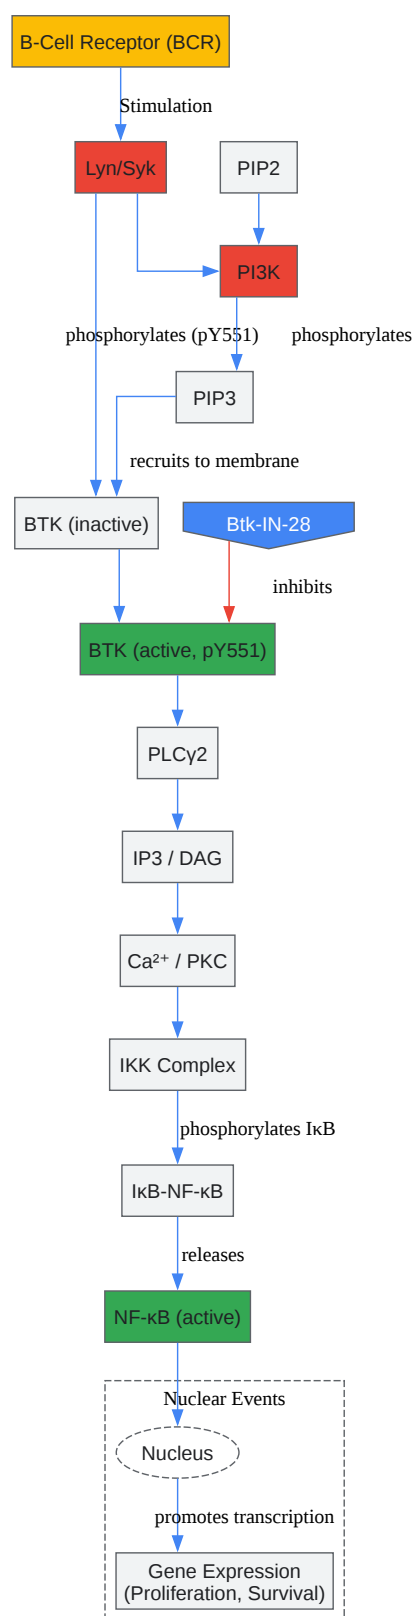 B-Cell Receptor (BCR)
Stimulation
Lyn/Syk
PIP2
PI3K
phosphorylates (pY551)
phosphorylates
PIP3
recruits to membrane
BTK (inactive)
Btk-IN-28
inhibits
BTK (active, pY551)
PLCγ2
IP3 / DAG
Ca²⁺ / PKC
IKK Complex
phosphorylates IκB
IκB-NF-κB
releases
NF-κB (active)
Nuclear Events
Nucleus
promotes transcription
Gene Expression
(Proliferation, Survival)